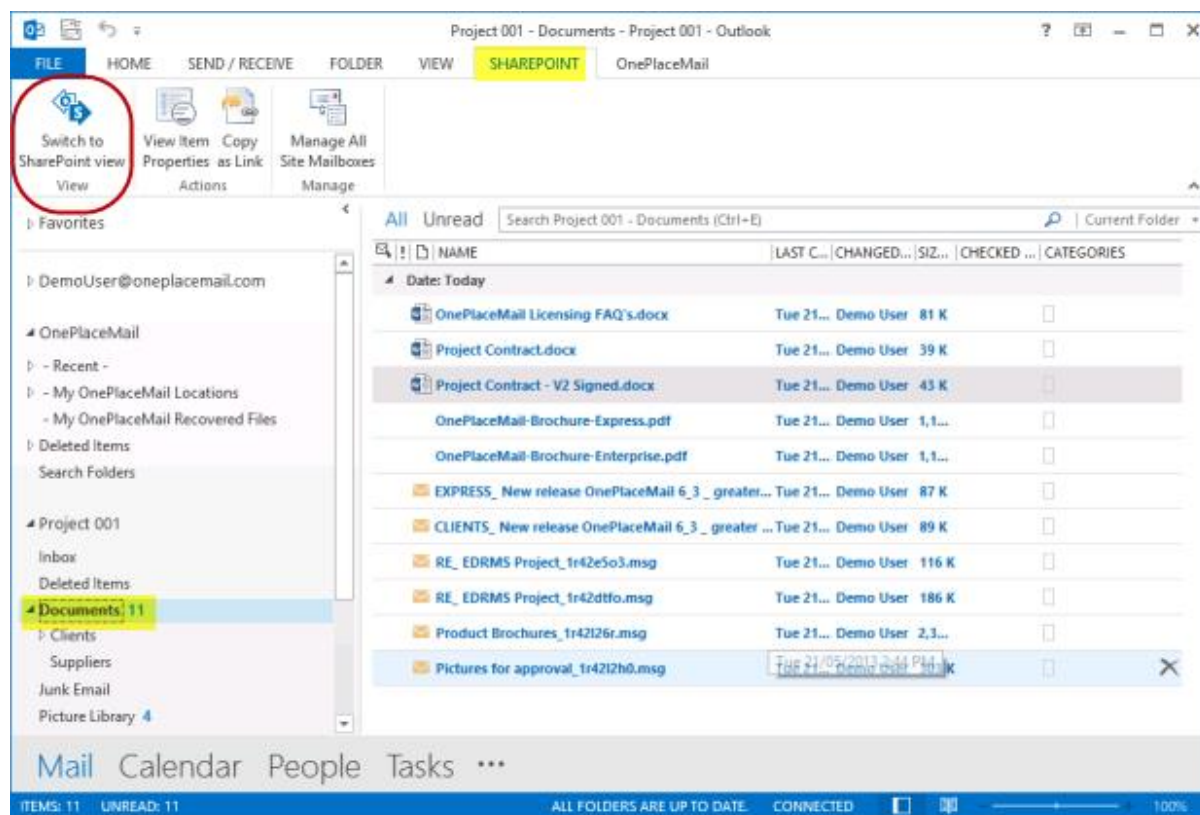 Project 001 - Documents - Project 001 - Outlook
FILE HOME SEND / RECEIVE FOLDER VIEW SHAREPOINT OnePlaceMail
Switch to SharePoint view
View Item Properties
Copy as Link
Manage All Site Mailboxes
View Actions Manage
Favorites
DemoUser@oneplacemail.com
OnePlaceMail
- Recent -
- My OnePlaceMail Locations
- My OnePlaceMail Recovered Files
Deleted Items
Search Folders
Project 001
Inbox
Deleted Items
Documents 11
Clients
Suppliers
Junk Email
Picture Library 4
All Unread Search Project 001 - Documents (Ctrl+E) Current Folder
! NAME LAST C... CHANGED... SIZ... CHECKED ... CATEGORIES
Date: Today
OnePlaceMail Licensing FAQ's.docx Tue 21... Demo User 81 K
Project Contract.docx Tue 21... Demo User 39 K
Project Contract - V2 Signed.docx Tue 21... Demo User 43 K
OnePlaceMail-Brochure-Express.pdf Tue 21... Demo User 1,1...
OnePlaceMail-Brochure-Enterprise.pdf Tue 21... Demo User 1,1...
EXPRESS_ New release OnePlaceMail 6_3 _ greater... Tue 21... Demo User 87 K
CLIENTS_ New release OnePlaceMail 6_3 _ greater ... Tue 21... Demo User 89 K
RE_ EDRMS Project_1r42e5o3.msg Tue 21... Demo User 116 K
RE_ EDRMS Project_1r42dtfo.msg Tue 21... Demo User 186 K
Product Brochures_1r42l26r.msg Tue 21... Demo User 2,3...
Pictures for approval_1r42l2h0.msg Tue 21/05/2013 2:44 PM K
Mail Calendar People Tasks ...
ITEMS: 11 UNREAD: 11 ALL FOLDERS ARE UP TO DATE. CONNECTED 100%